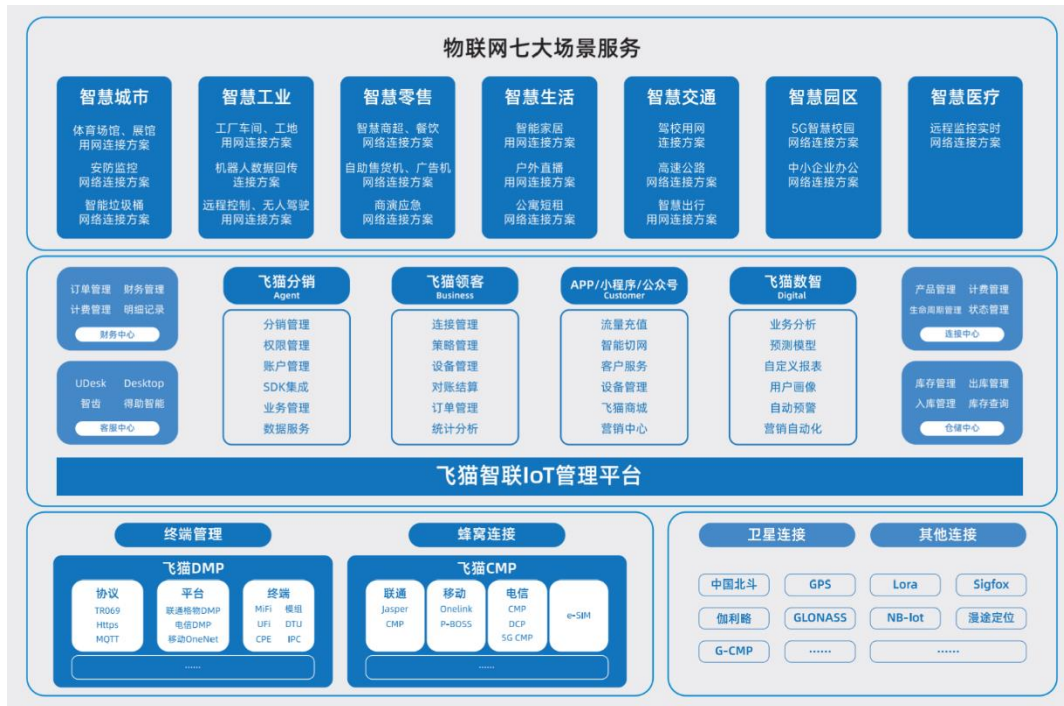 物联网七大场景服务
智慧城市
体育场馆、展馆
用网连接方案
安防监控
网络连接方案
智能垃圾桶
网络连接方案
智慧工业
工厂车间、工地
用网连接方案
机器人数据回传
连接方案
远程控制、无人驾驶
用网连接方案
智慧零售
智慧商超、餐饮
网络连接方案
自助售货机、广告机
网络连接方案
商演应急
网络连接方案
智慧生活
智能家居
用网连接方案
户外直播
用网连接方案
公寓短租
网络连接方案
智慧交通
驾校用网
连接方案
高速公路
网络连接方案
智慧出行
用网连接方案
智慧园区
5G智慧校园
网络连接方案
中小企业办公
网络连接方案
智慧医疗
远程监控实时
网络连接方案
订单管理 财务管理
计费管理 明细记录
财务中心
UDesk Desktop
智齿 得助智能
客服中心
飞猫分销
Agent
分销管理
权限管理
账户管理
SDK集成
业务管理
数据服务
飞猫领客
Business
连接管理
策略管理
设备管理
对账结算
订单管理
统计分析
APP/小程序/公众号
Customer
流量充值
智能切网
客户服务
设备管理
飞猫商城
营销中心
飞猫数智
Digital
业务分析
预测模型
自定义报表
用户画像
自动预警
营销自动化
产品管理 计费管理
生命周期管理 状态管理
连接中心
库存管理 出库管理
入库管理 库存查询
仓储中心
飞猫智联IoT管理平台
终端管理
飞猫DMP
协议
TR069
Https
MQTT
平台
联通格物DMP
电信DMP
移动OneNet
终端
MiFi 模组
UFi DTU
CPE IPC
……
蜂窝连接
飞猫CMP
联通
Jasper
CMP
移动
Onelink
P-BOSS
电信
CMP
DCP
5G CMP
e-SIM
……
卫星连接
中国北斗 GPS
伽利略 GLONASS
G-CMP ……
其他连接
Lora Sigfox
NB-Iot 漫途定位
……